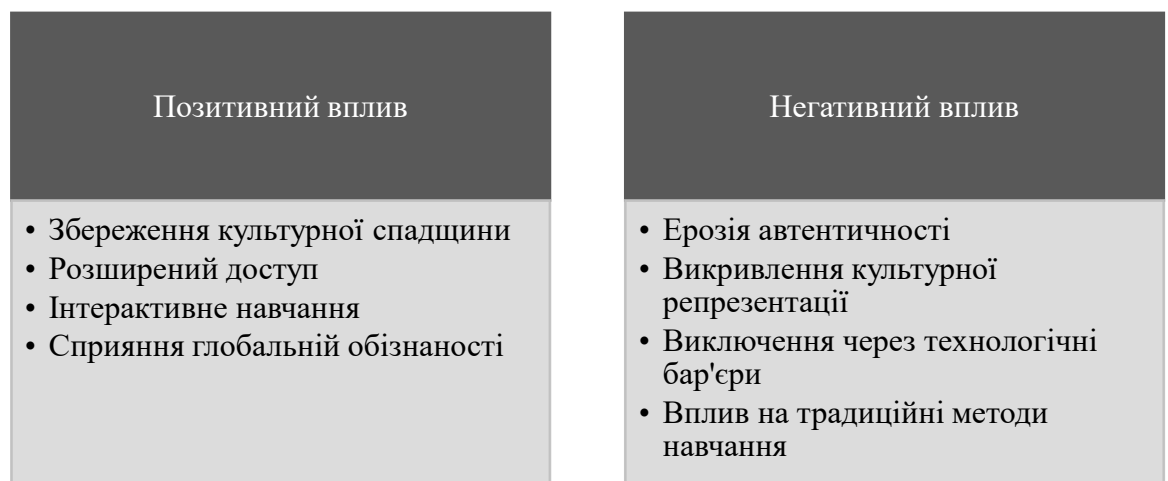 Позитивний вплив
• Збереження культурної спадщини
• Розширений доступ
• Інтерактивне навчання
• Сприяння глобальній обізнаності
Негативний вплив
• Ерозія автентичності
• Викривлення культурної
репрезентації
• Виключення через технологічні
бар'єри
• Вплив на традиційні методи
навчання